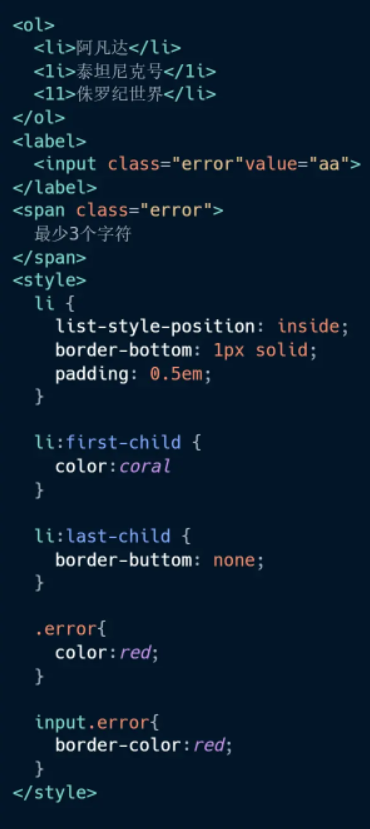 <ol>
<li>阿凡达</li>
<1i>泰坦尼克号</1i>
<11>侏罗纪世界</li>
</ol>
<label>
<input class="error"value="aa">
</label>
<span class="error">
最少3个字符
</span>
<style>
li {
list-style-position: inside;
border-bottom: 1px solid;
padding: 0.5em;
}
li:first-child {
color:coral
}
li:last-child {
border-buttom: none;
}
.error{
color:red;
}
input.error{
border-color:red;
}
</style>